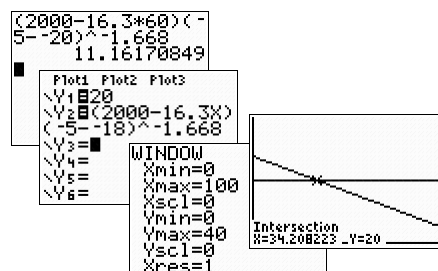 (2000-16.3*60)(-
5--20)^-1.668
11.16170849
Plot1 Plot2 Plot3
\Y1=20
\Y2=(2000-16.3X)
(-5--18)^-1.668
\Y3=
\Y4=
\Y5=
\Y6=
WINDOW
Xmin=0
Xmax=100
Xscl=0
Ymin=0
Ymax=40
Yscl=0
Xres=1
Intersection
X=34.208223 Y=20